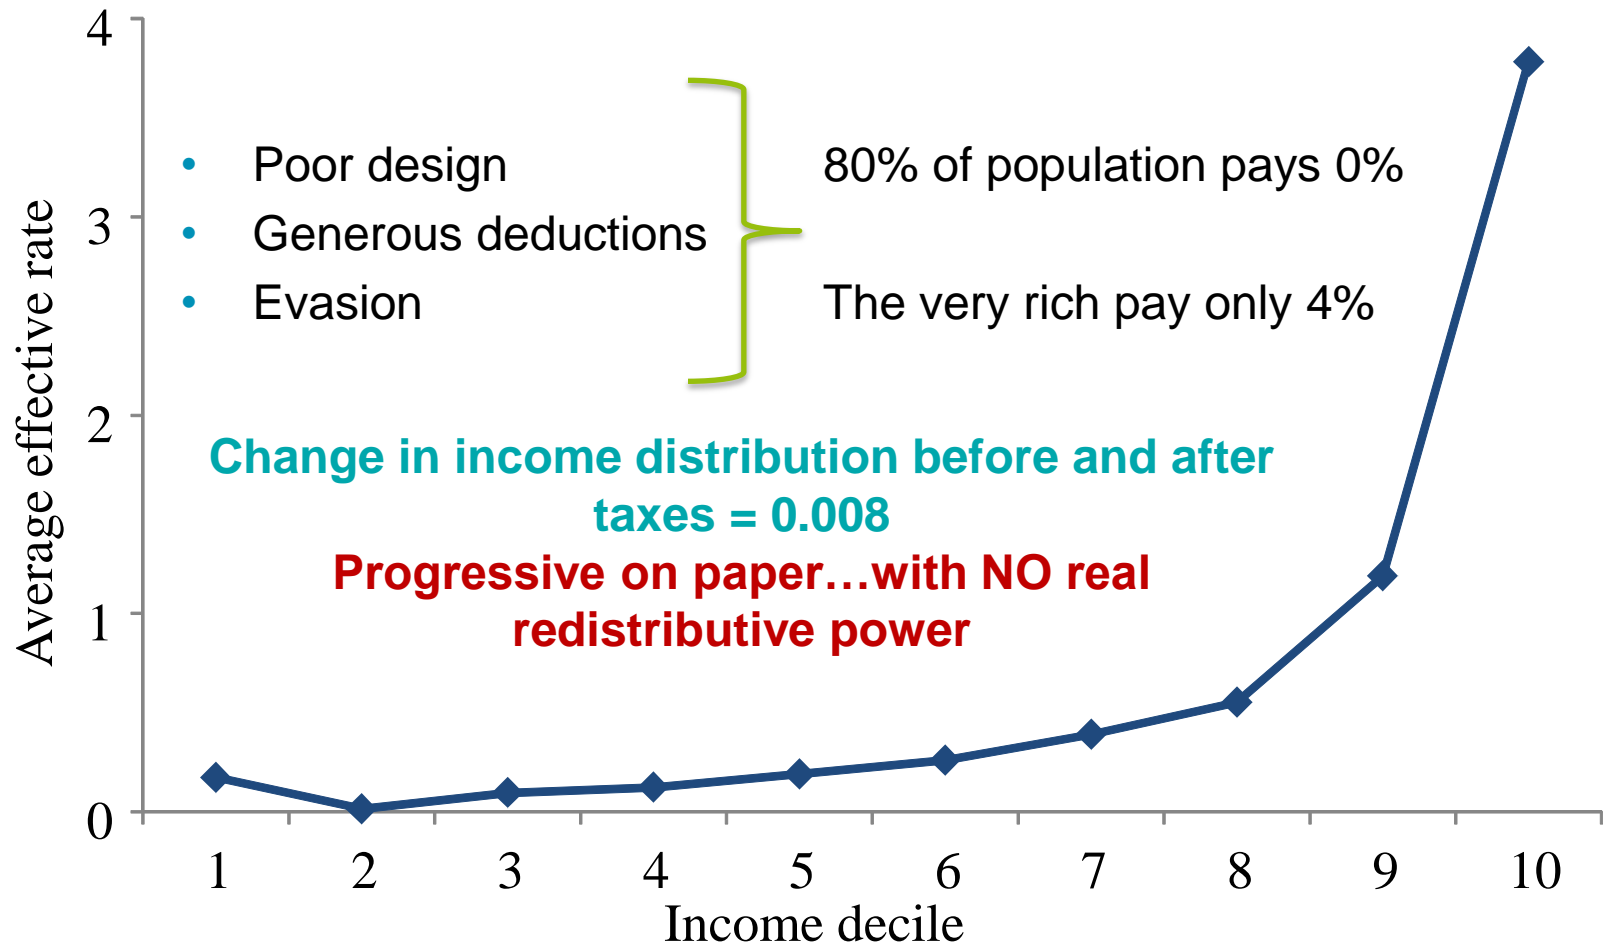 4
3
2
1
0
Average effective rate
• Poor design
• Generous deductions
• Evasion
80% of population pays 0%
The very rich pay only 4%
Change in income distribution before and after
taxes = 0.008
Progressive on paper…with NO real
redistributive power
1 2 3 4 5 6 7 8 9 10
Income decile